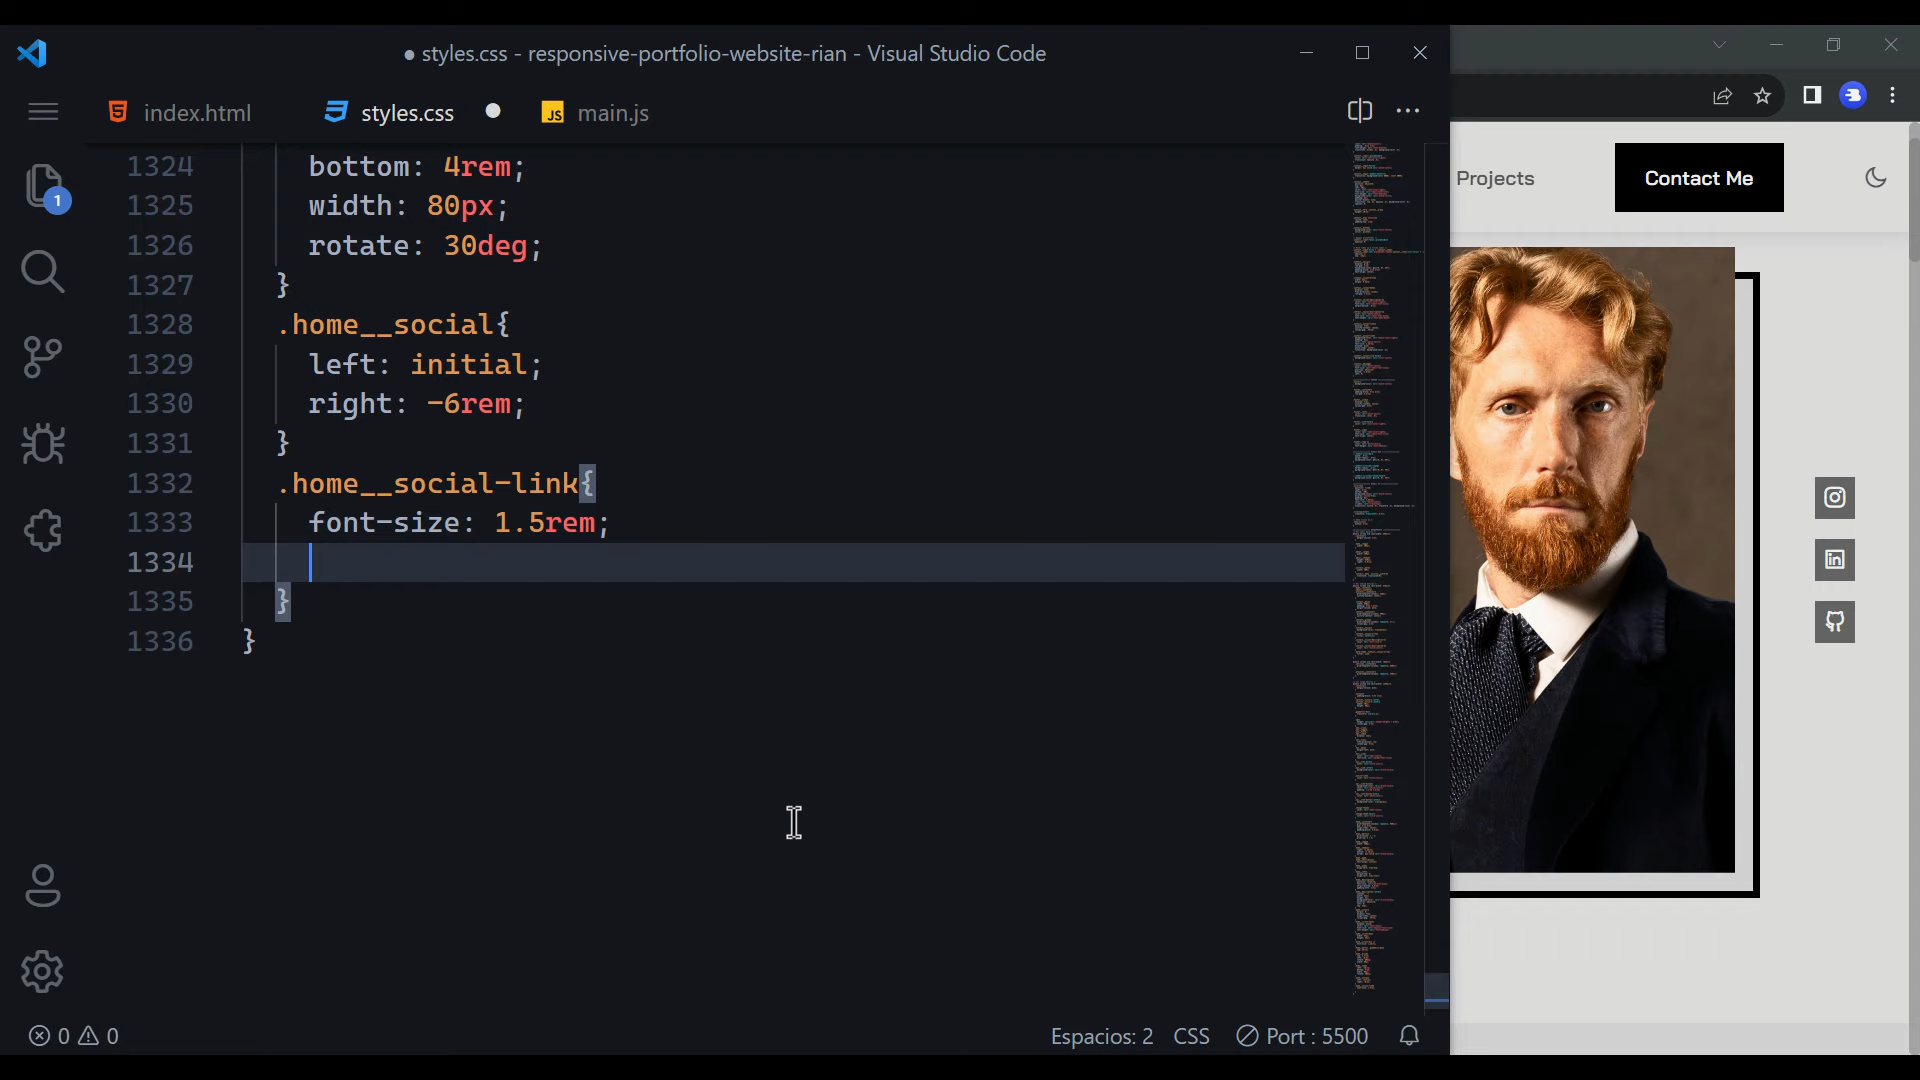 ● styles.css - responsive-portfolio-website-rian - Visual Studio Code
index.html
styles.css
JS main.js
1
1324 bottom: 4rem;
1325 width: 80px;
1326 rotate: 30deg;
1327 }
1328 .home__social{
1329 left: initial;
1330 right: -6rem;
1331 }
1332 .home__social-link{
1333 font-size: 1.5rem;
1334
1335 }
1336 }
0 0
Espacios: 2 CSS Port : 5500
Projects
Contact Me